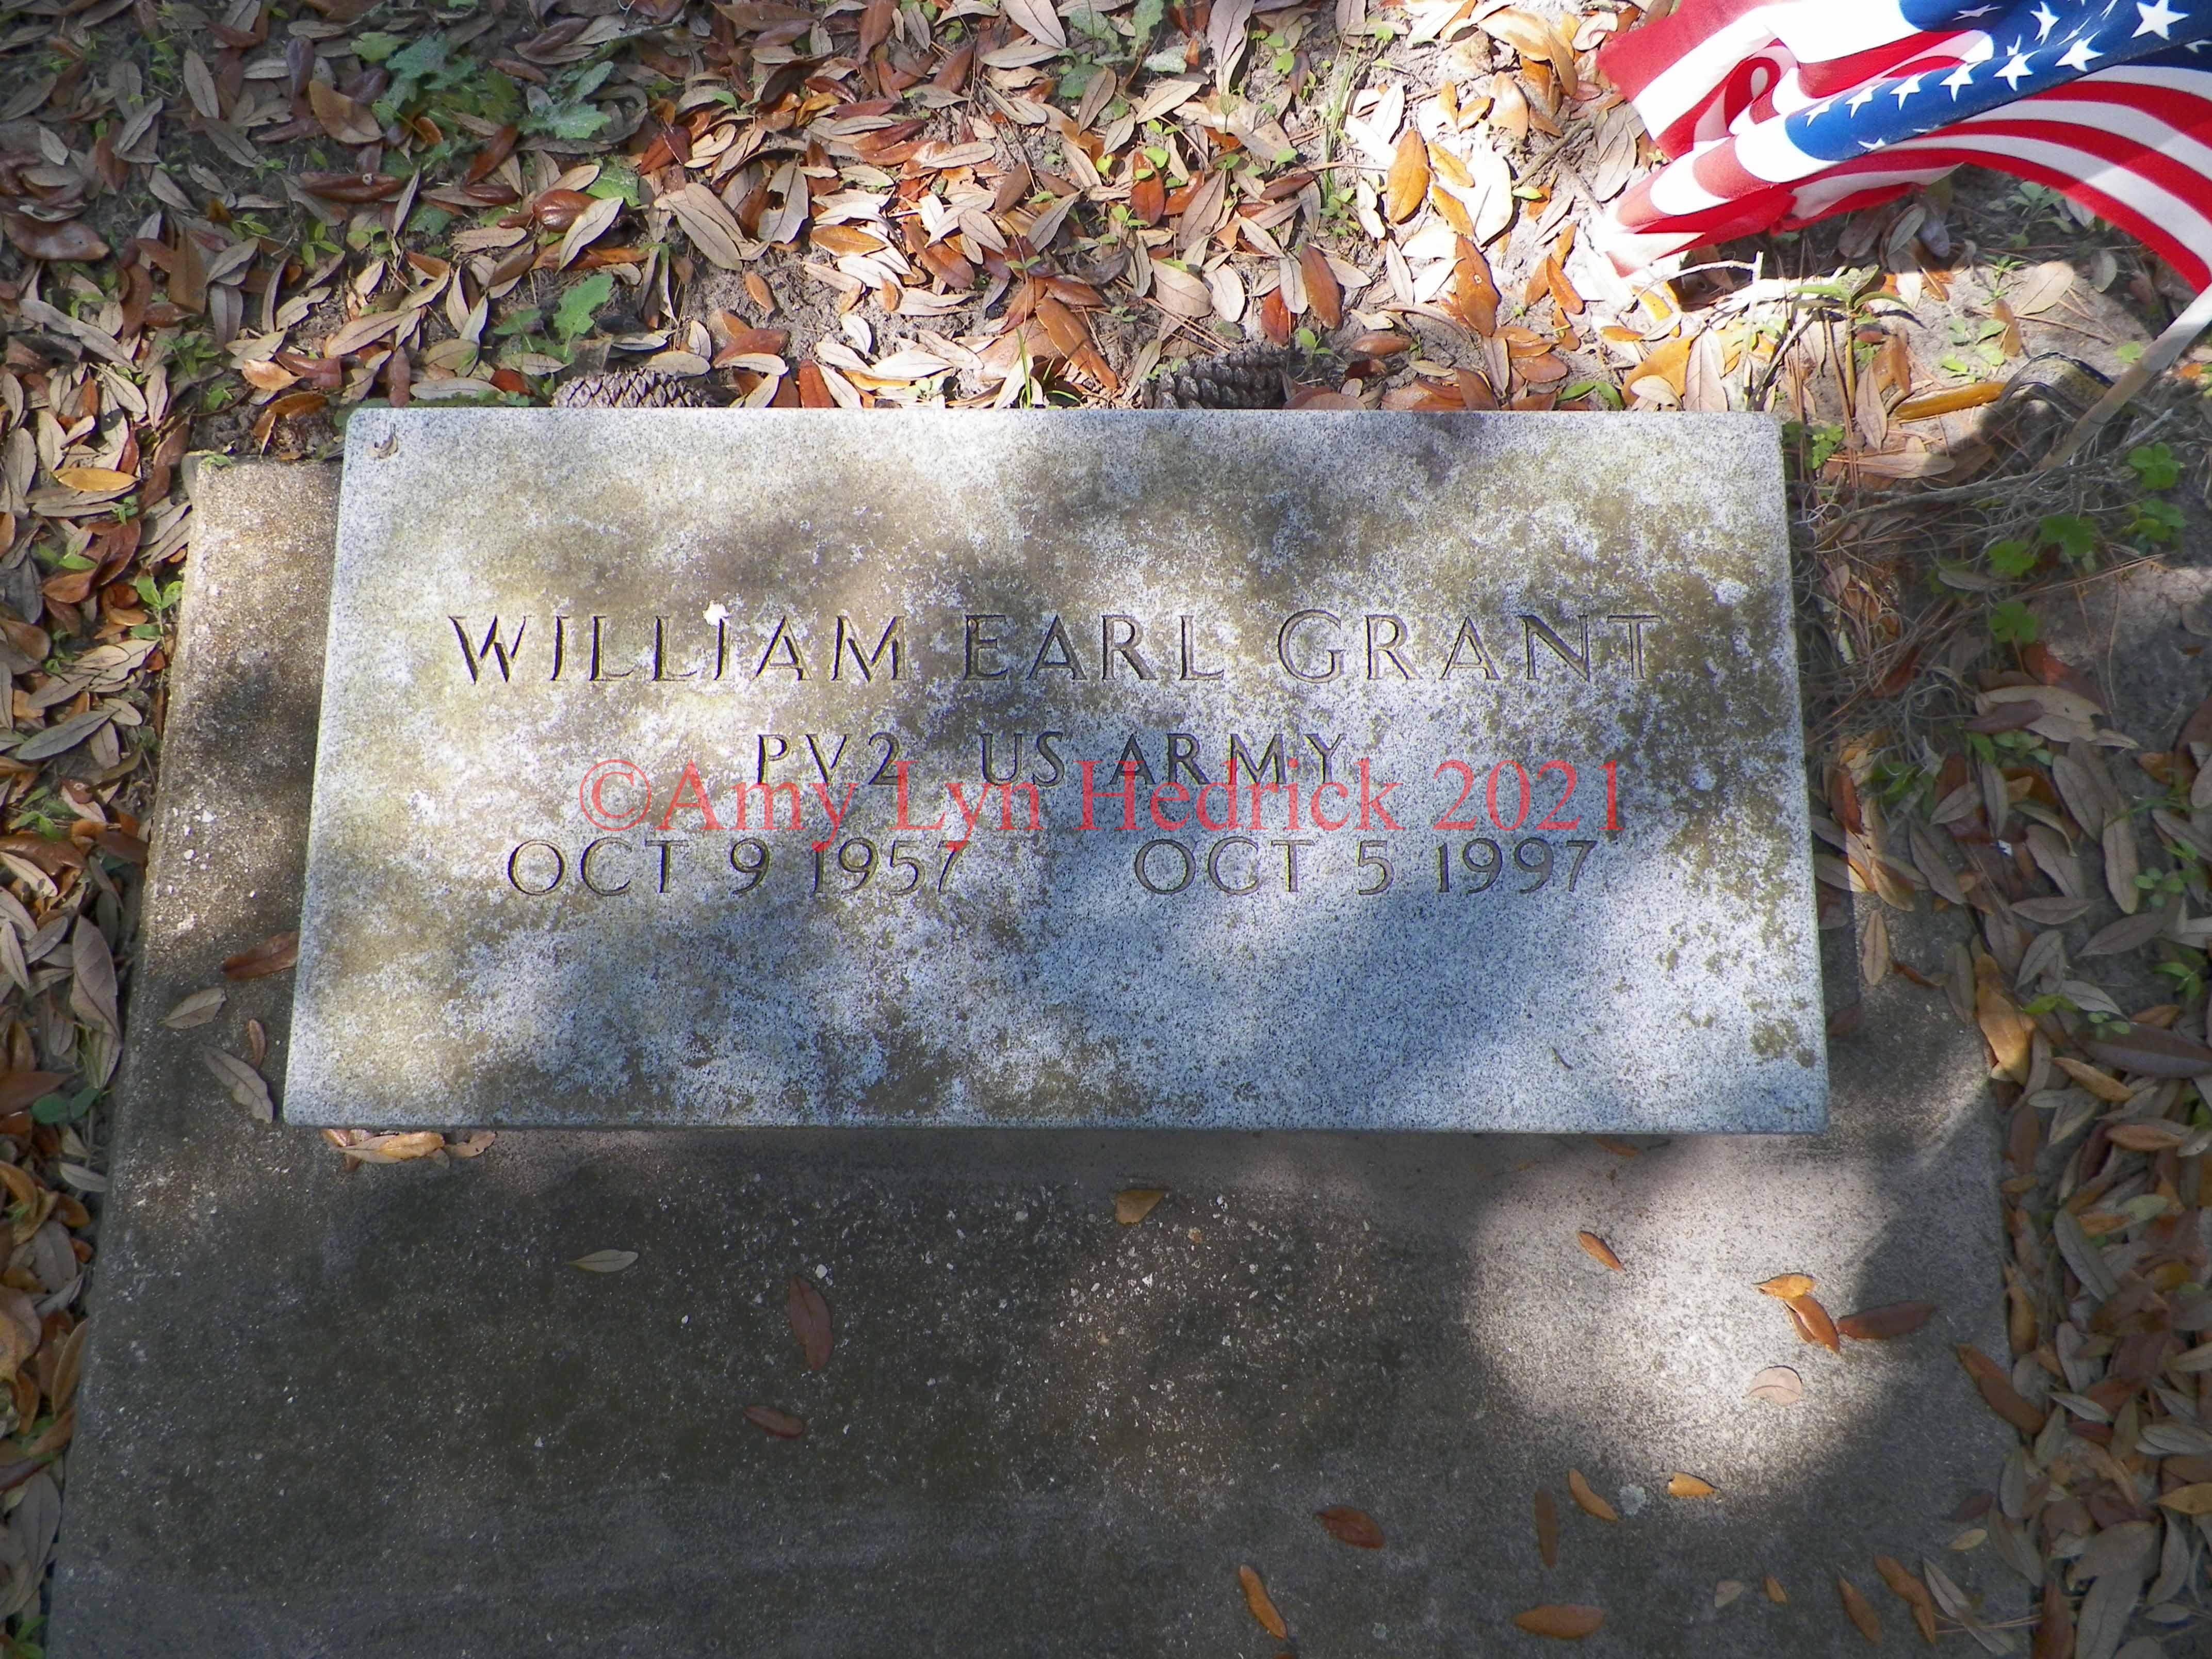 WILLIAM EARL GRANT
PV2 US ARMY
©Amy Lyn Hedrick 2021
OCT 9 1957 OCT 5 1997